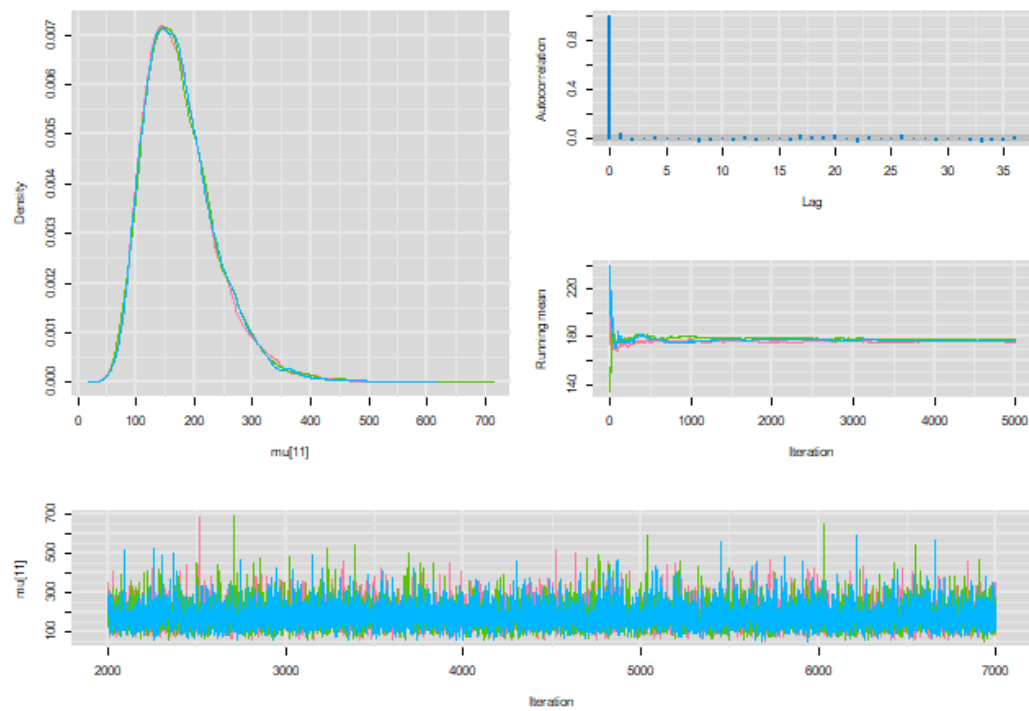 Density
0.007
0.006
0.005
0.004
0.003
0.002
0.001
0.000
0 100 200 300 400 500 600 700
mu[11]
Autocorrelation
0.8
0.4
0.0
0 5 10 15 20 25 30 35
Lag
Running mean
220
180
140
0 1000 2000 3000 4000 5000
Iteration
mu[11]
700
500
300
100
2000 3000 4000 5000 6000 7000
Iteration